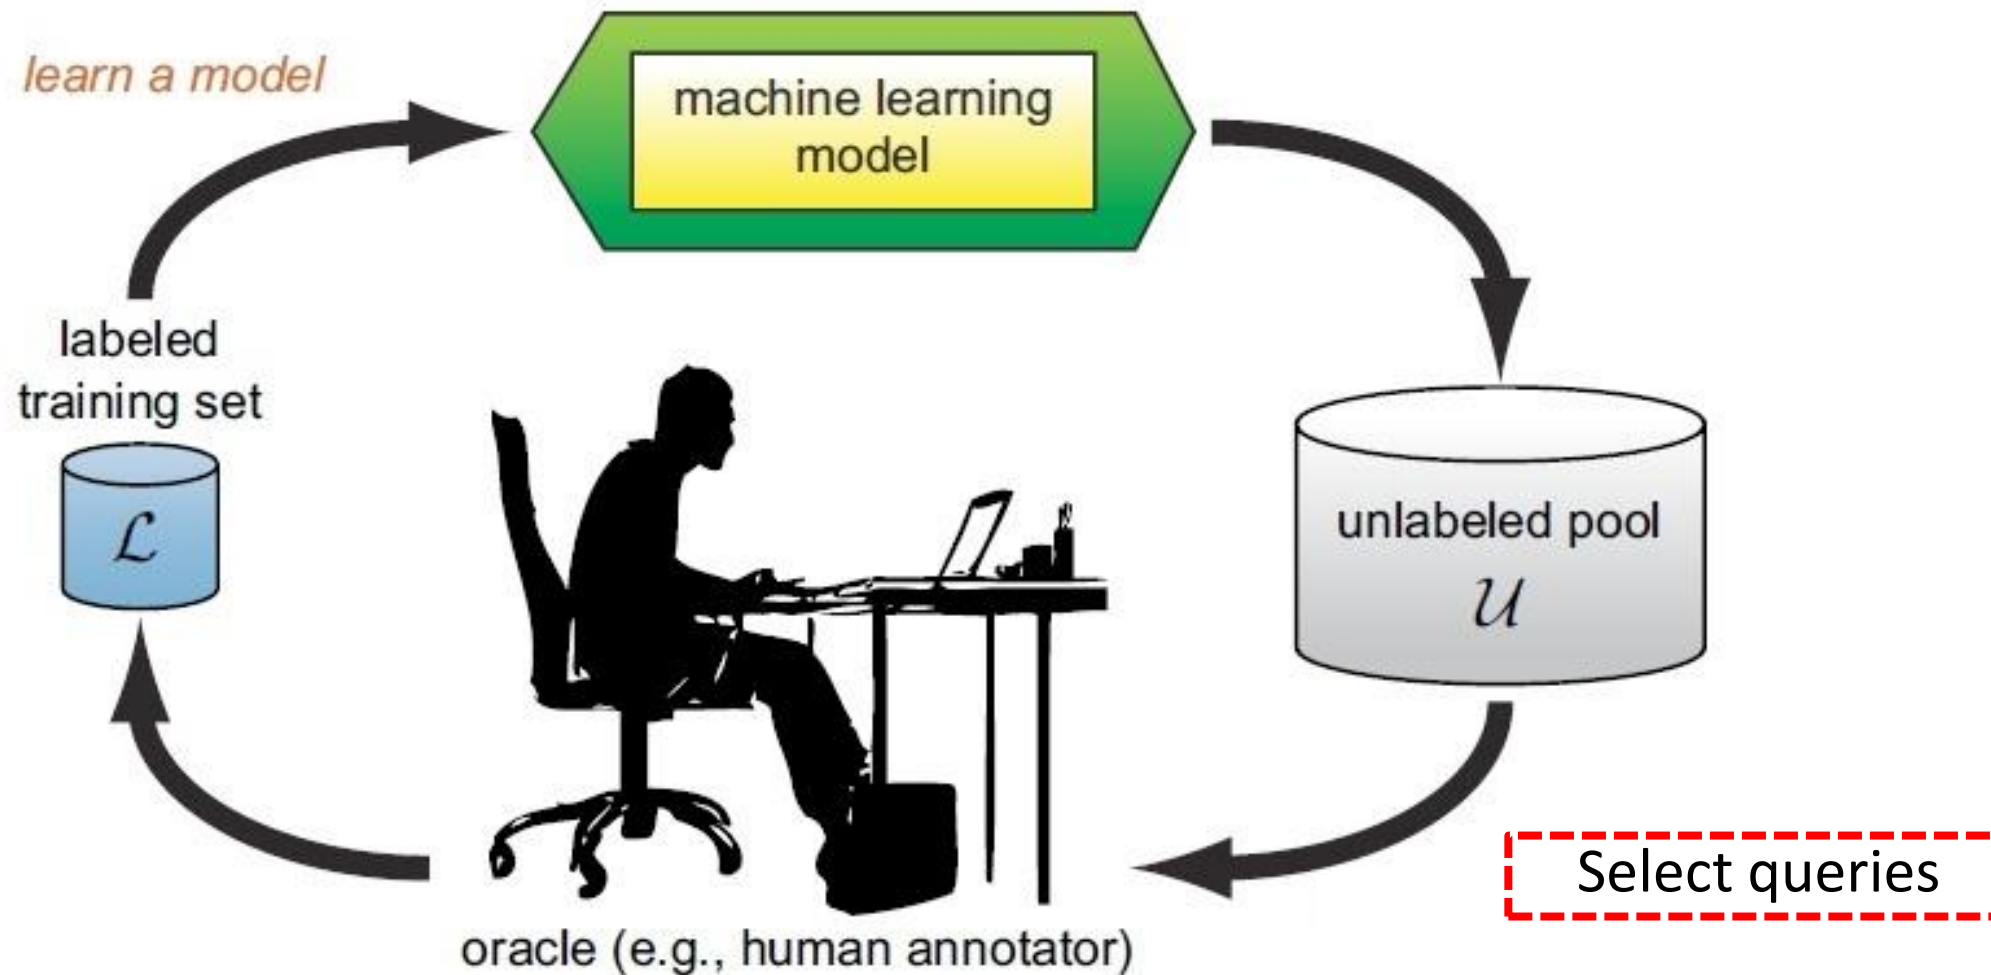 learn a model
machine learning
model
labeled
training set
ℒ
unlabeled pool
𝒰
Select queries
oracle (e.g., human annotator)